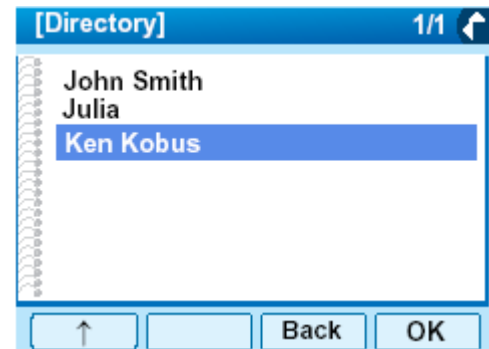 [Directory] 1/1
John Smith
Julia
Ken Kobus
↑ Back OK